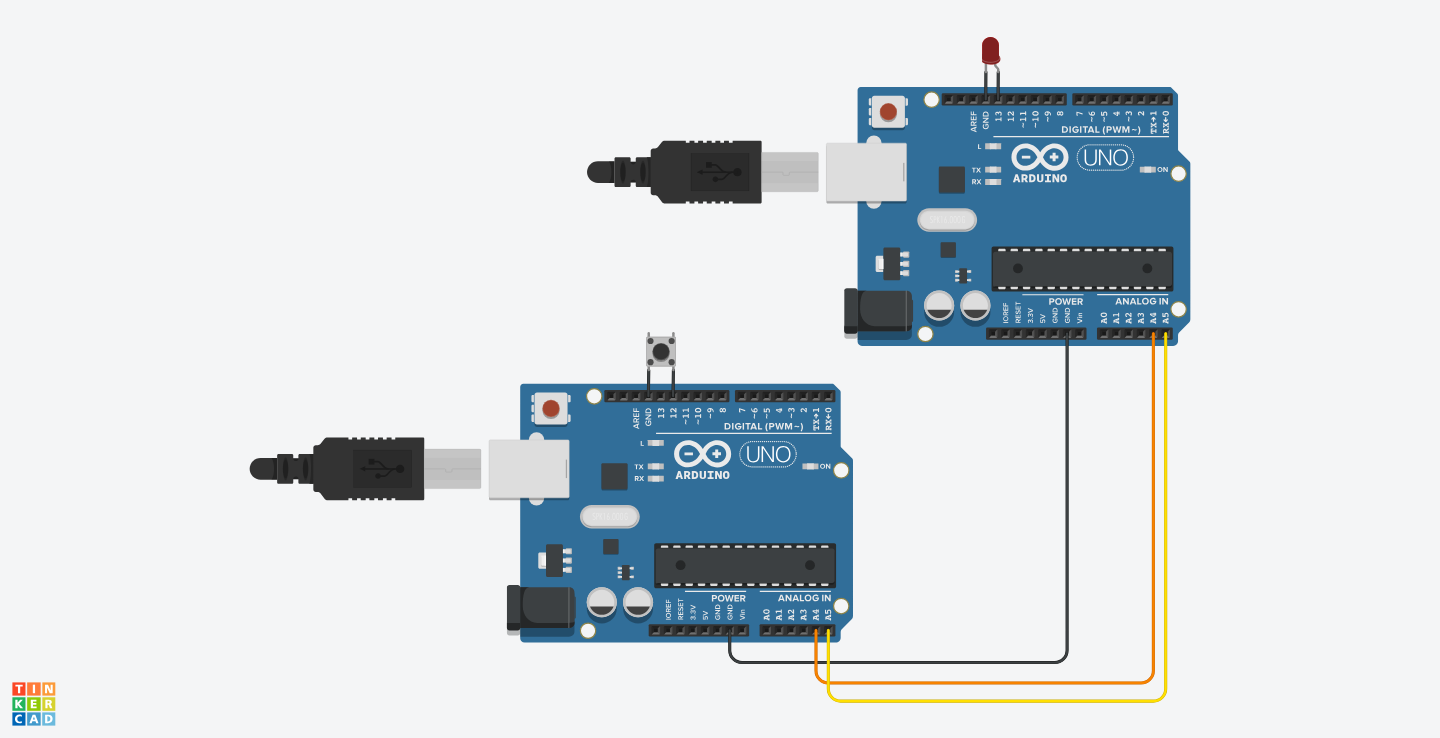 AREF
GND
13
12
~11
~10
~9
8
7
~6
~5
4
~3
2
TX→1
RX←0
DIGITAL (PWM~)
L
TX
RX
ARDUINO
UNO
ON
POWER
ANALOG IN
IOREF
RESET
3.3V
5V
GND
GND
Vin
A0
A1
A2
A3
A4
A5
AREF
GND
13
12
~11
~10
~9
8
7
~6
~5
4
~3
2
TX→1
RX←0
DIGITAL (PWM~)
L
TX
RX
ARDUINO
UNO
ON
POWER
ANALOG IN
IOREF
RESET
3.3V
5V
GND
GND
Vin
A0
A1
A2
A3
A4
A5
TIN
KER
CAD